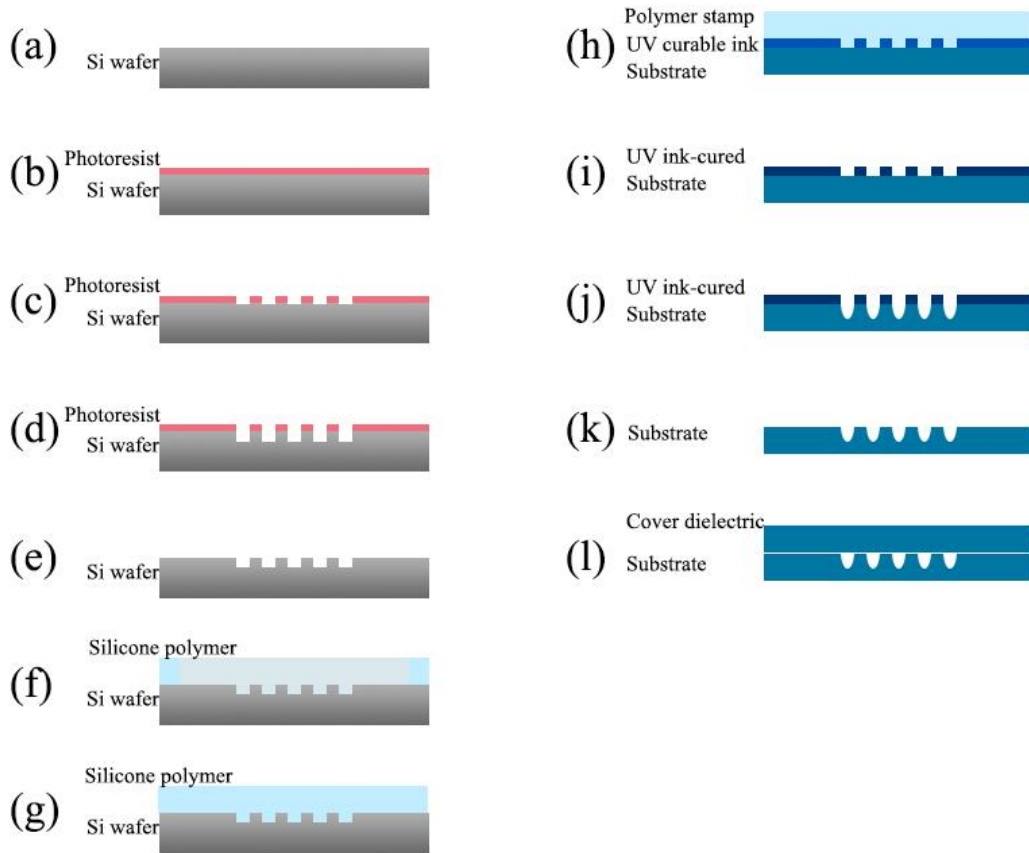 (a)
Si wafer
(b)
Photoresist
Si wafer
(c)
Photoresist
Si wafer
(d)
Photoresist
Si wafer
(e)
Si wafer
(f)
Silicone polymer
Si wafer
(g)
Silicone polymer
Si wafer
(h)
Polymer stamp
UV curable ink
Substrate
(i)
UV ink-cured
Substrate
(j)
UV ink-cured
Substrate
(k)
Substrate
(l)
Cover dielectric
Substrate